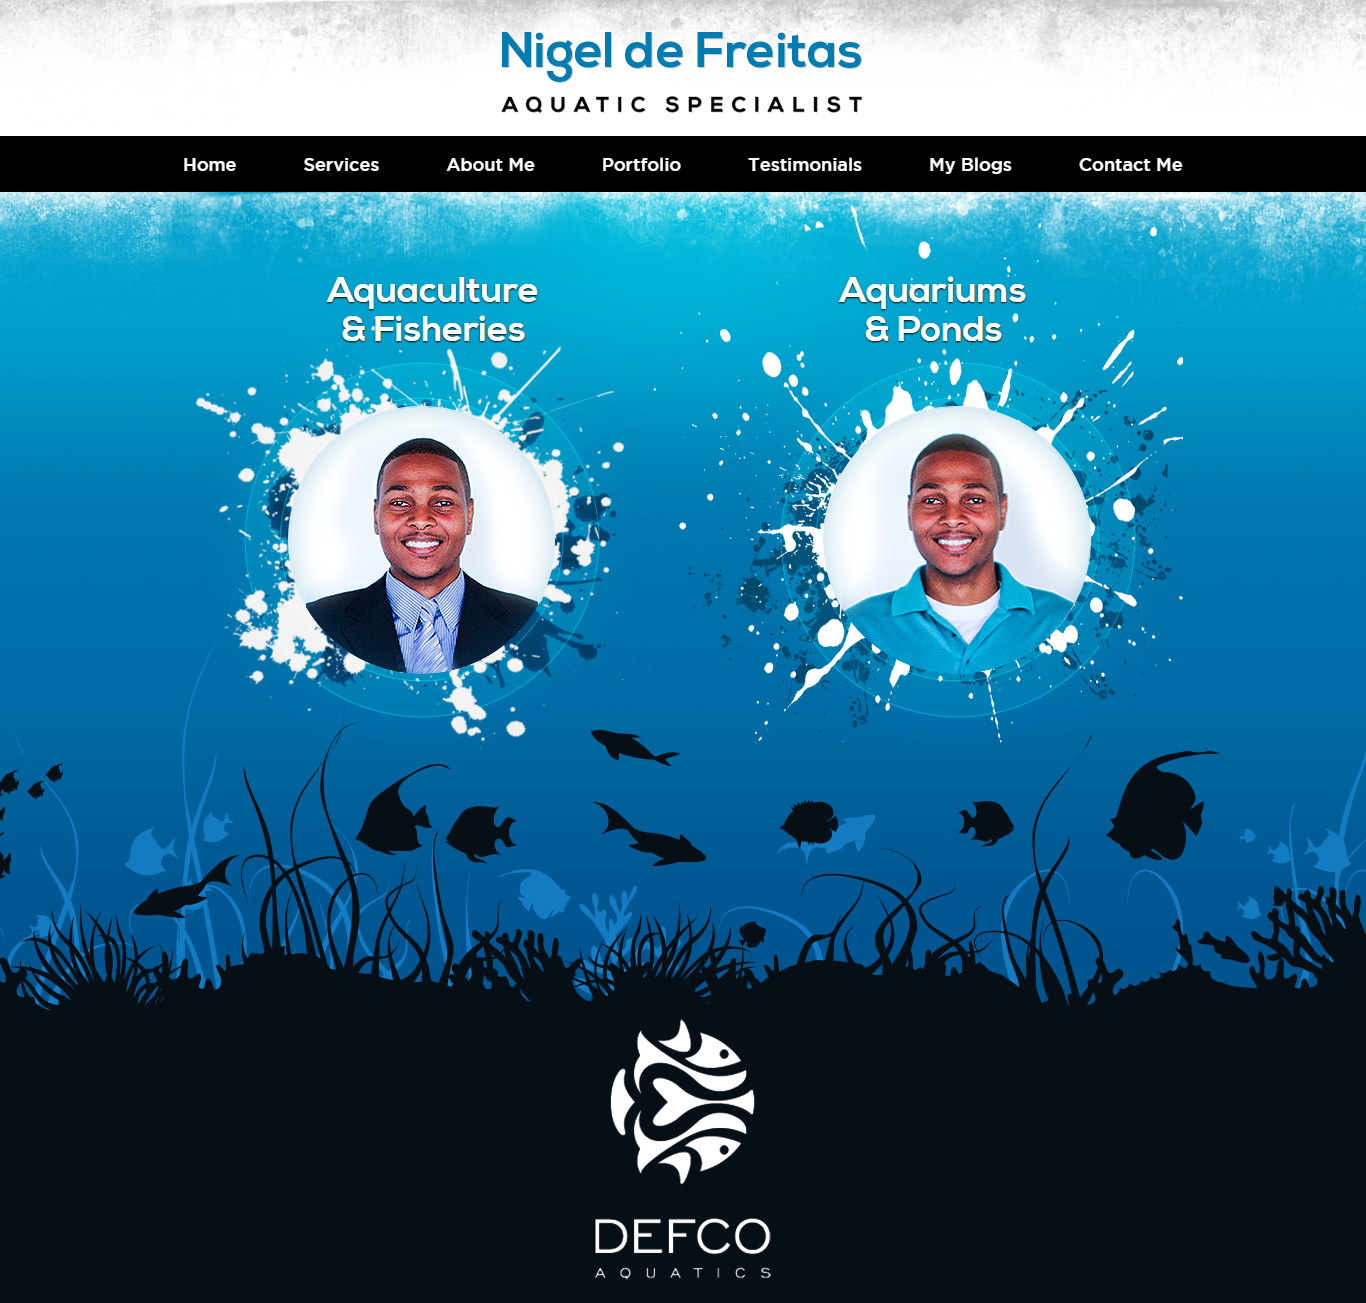 Nigel de Freitas
AQUATIC SPECIALIST
Home Services About Me Portfolio Testimonials My Blogs Contact Me
Aquaculture
& Fisheries
Aquariums
& Ponds
DEFCO
AQUATICS